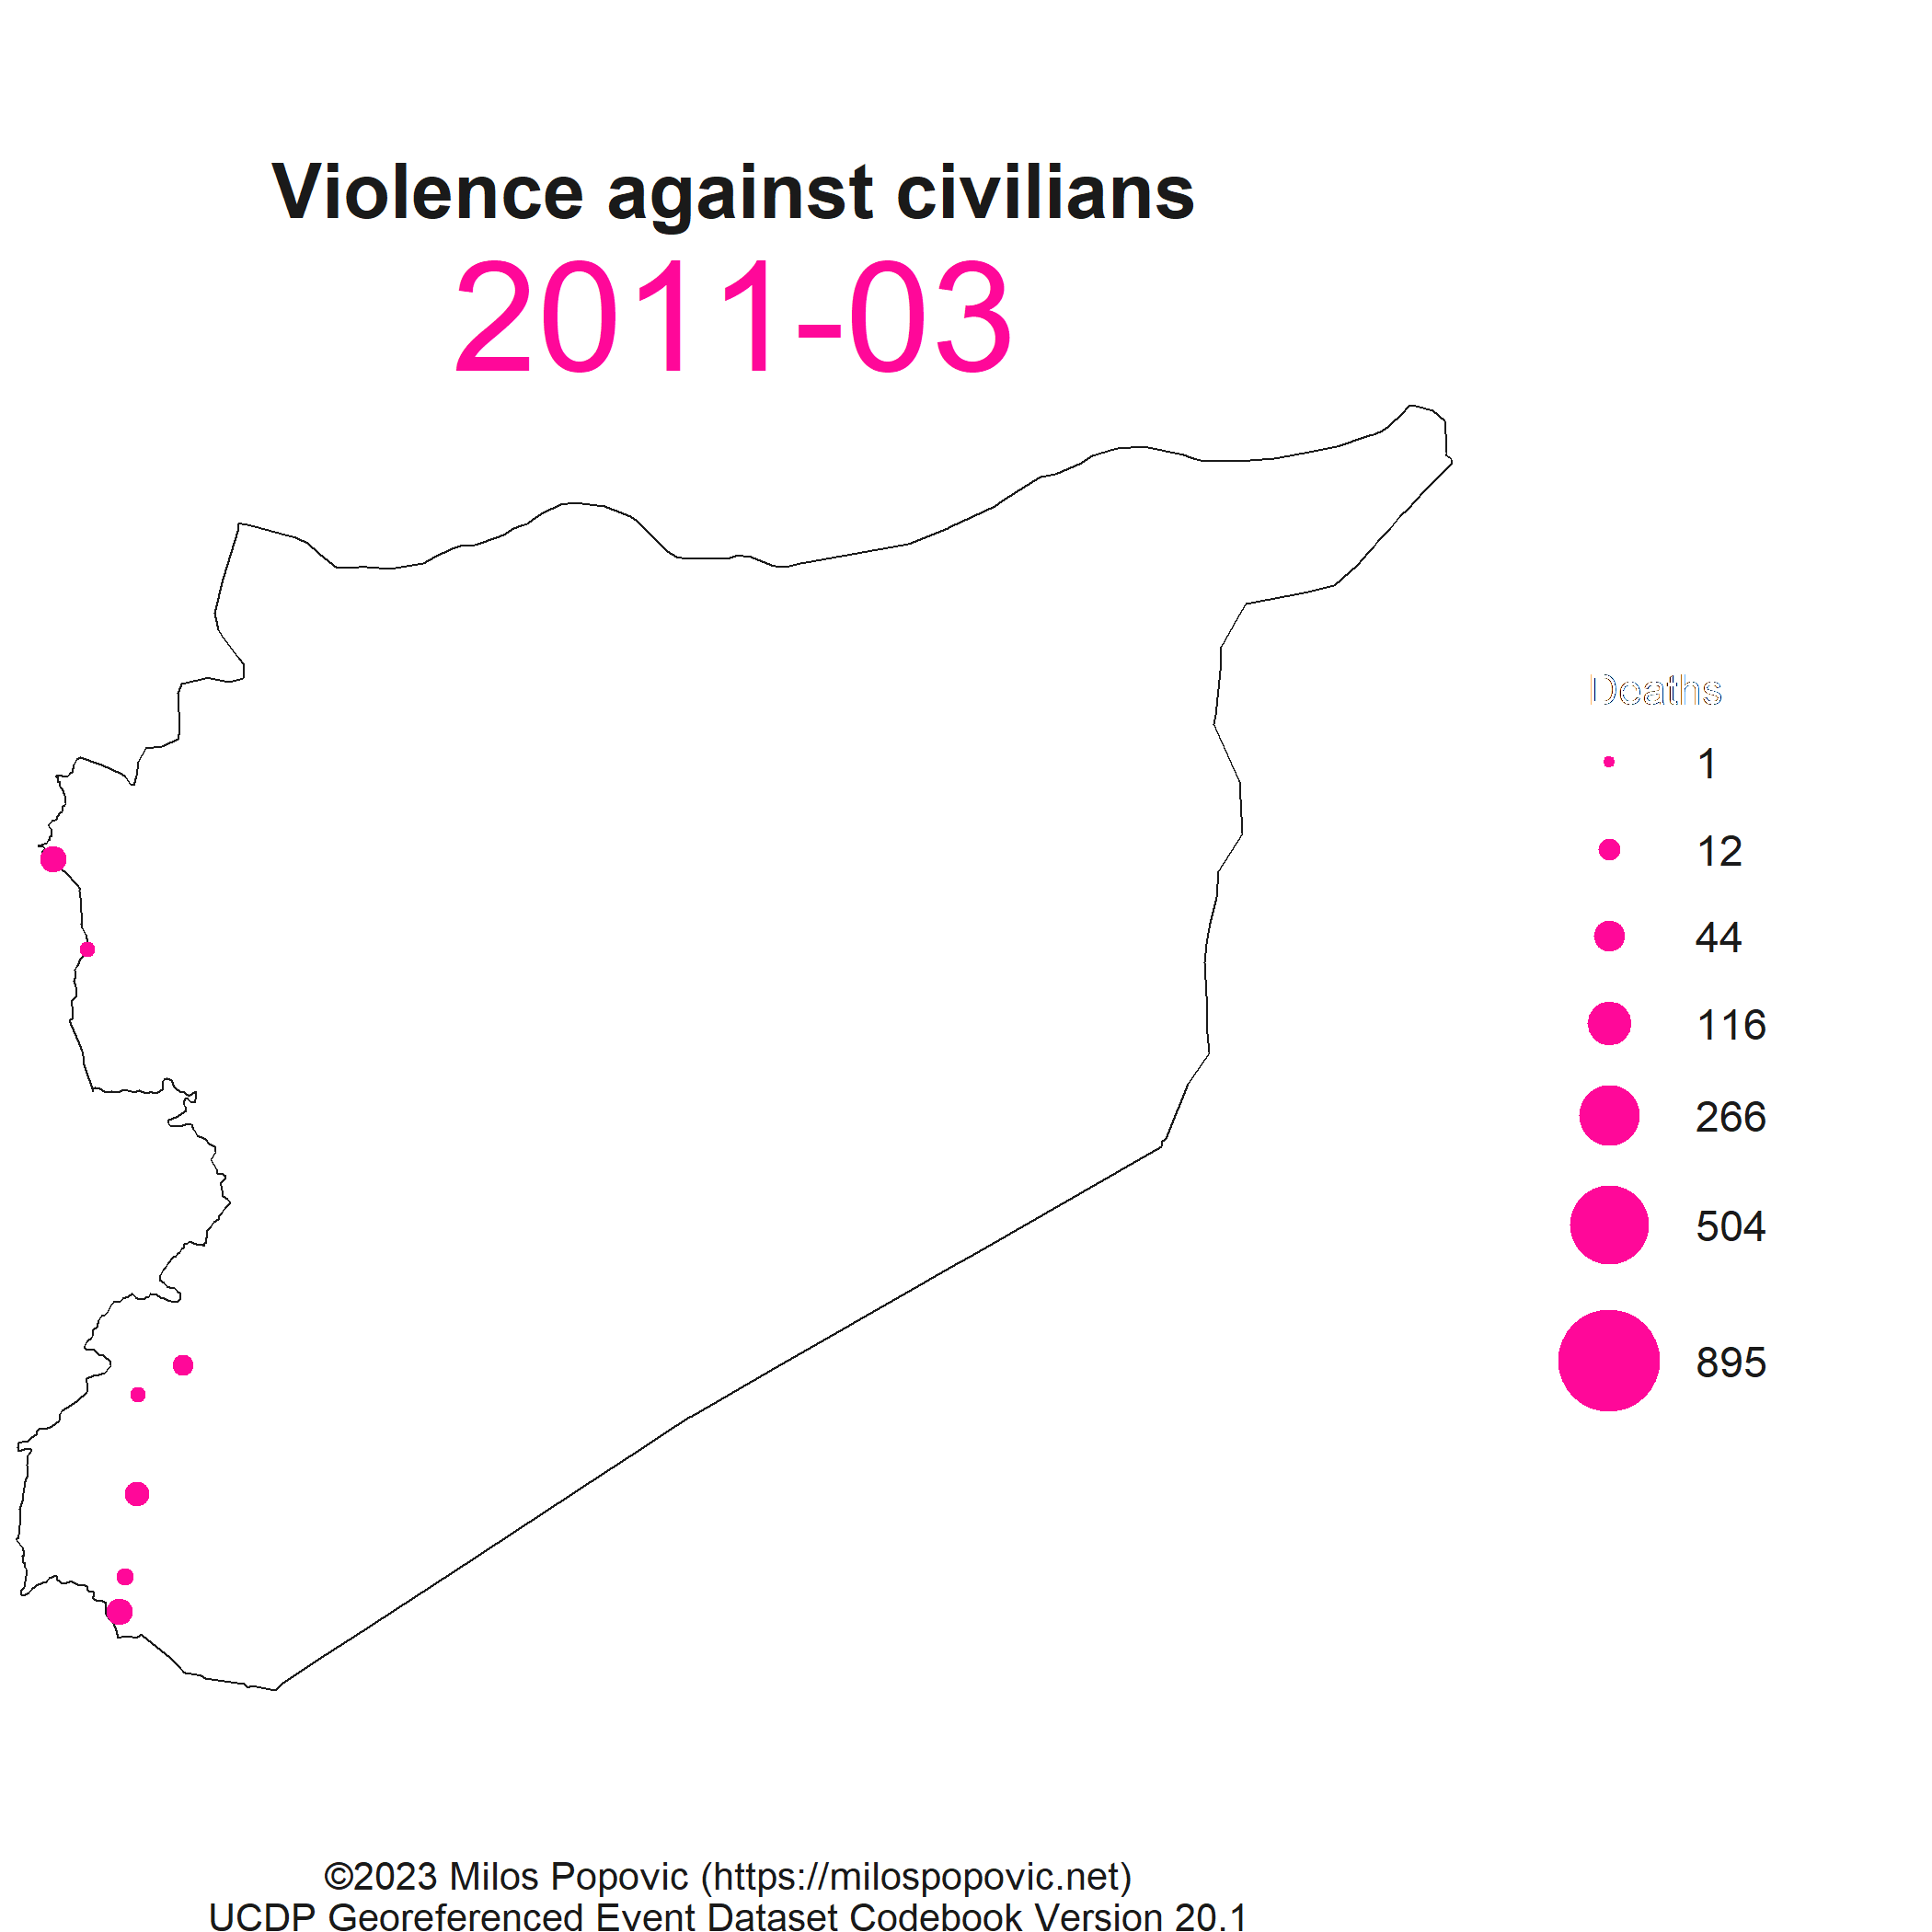 Violence against civilians
2011-03
Deaths
1
12
44
116
266
504
895
©2023 Milos Popovic (https://milospopovic.net)
UCDP Georeferenced Event Dataset Codebook Version 20.1